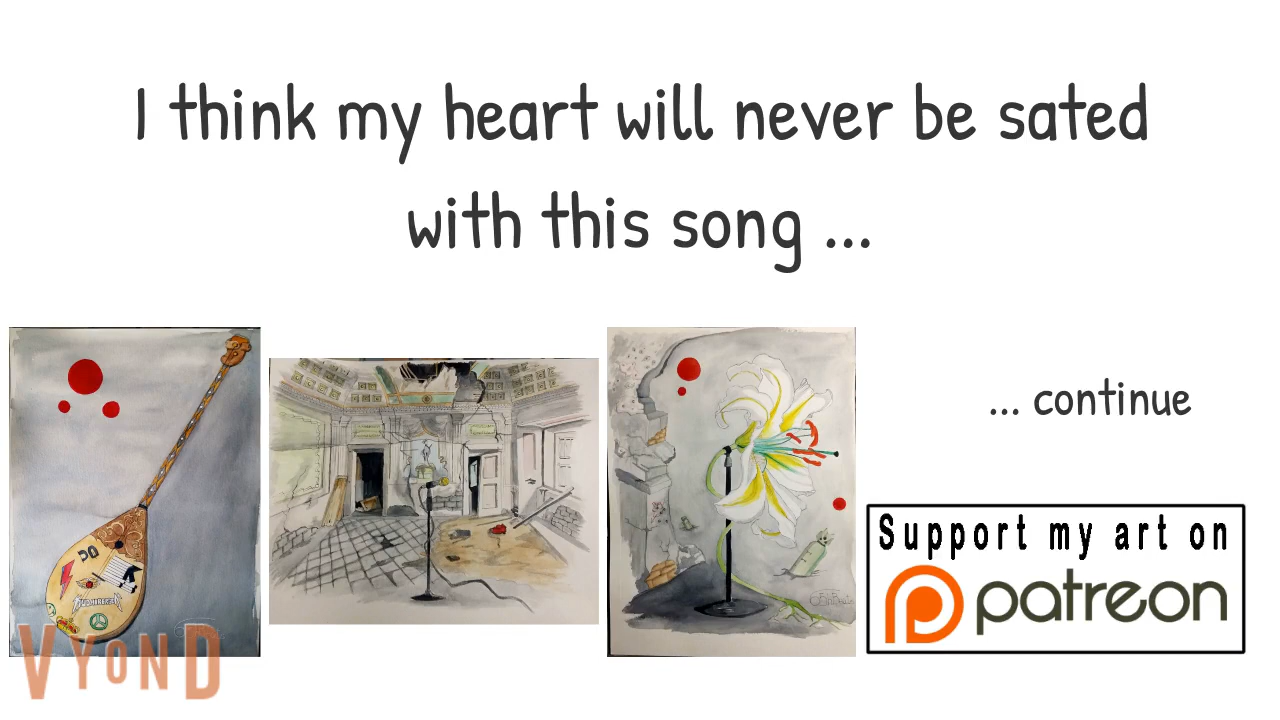 I think my heart will never be sated
with this song ...
... continue
Support my art on
patreon
VYOND